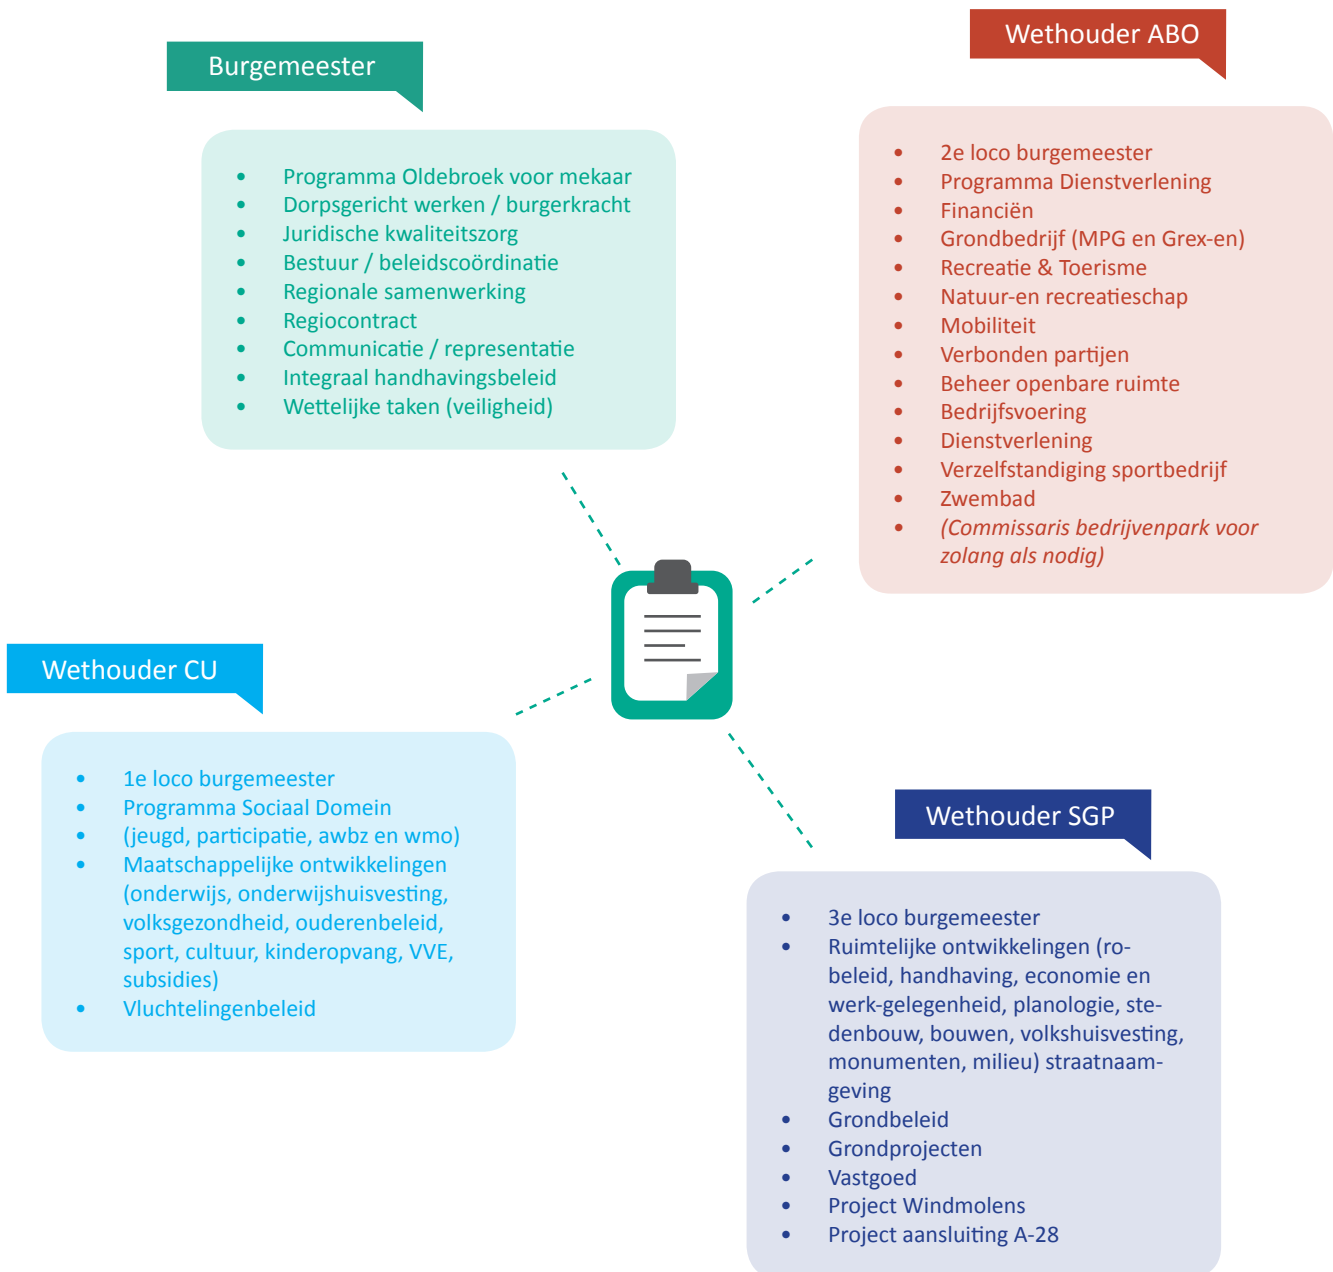 Burgemeester
• Programma Oldebroek voor mekaar
• Dorpsgericht werken / burgerkracht
• Juridische kwaliteitszorg
• Bestuur / beleidscoördinatie
• Regionale samenwerking
• Regiocontract
• Communicatie / representatie
• Integraal handhavingsbeleid
• Wettelijke taken (veiligheid)
Wethouder ABO
• 2e loco burgemeester
• Programma Dienstverlening
• Financiën
• Grondbedrijf (MPG en Grex-en)
• Recreatie & Toerisme
• Natuur-en recreatieschap
• Mobiliteit
• Verbonden partijen
• Beheer openbare ruimte
• Bedrijfsvoering
• Dienstverlening
• Verzelfstandiging sportbedrijf
• Zwembad
• (Commissaris bedrijvenpark voor
zolang als nodig)
Wethouder CU
• 1e loco burgemeester
• Programma Sociaal Domein
• (jeugd, participatie, awbz en wmo)
• Maatschappelijke ontwikkelingen
(onderwijs, onderwijshuisvesting,
volksgezondheid, ouderenbeleid,
sport, cultuur, kinderopvang, VVE,
subsidies)
• Vluchtelingenbeleid
Wethouder SGP
• 3e loco burgemeester
• Ruimtelijke ontwikkelingen (ro-
beleid, handhaving, economie en
werk-gelegenheid, planologie, ste-
denbouw, bouwen, volkshuisvesting,
monumenten, milieu) straatnaam-
geving
• Grondbeleid
• Grondprojecten
• Vastgoed
• Project Windmolens
• Project aansluiting A-28